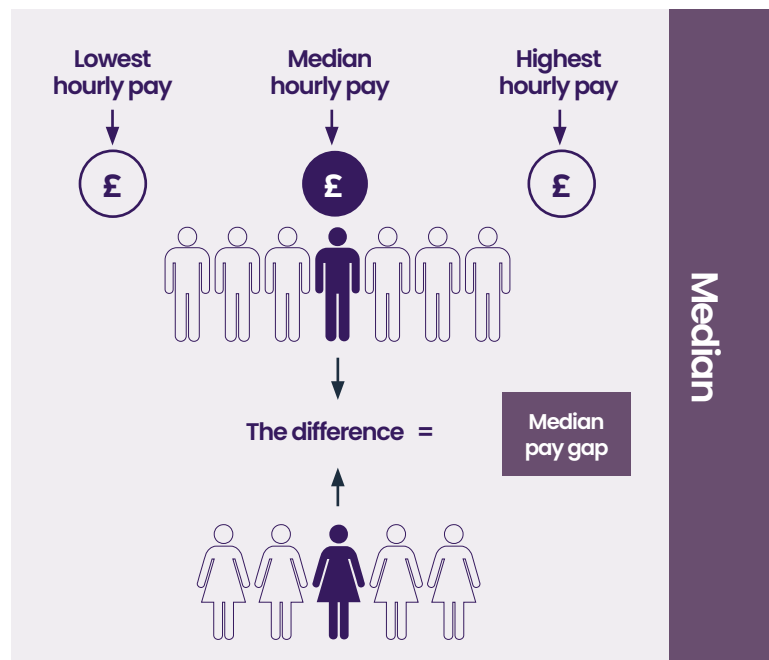 Lowest
hourly pay
Median
hourly pay
Highest
hourly pay
£
£
£
The difference =
Median
pay gap
Median